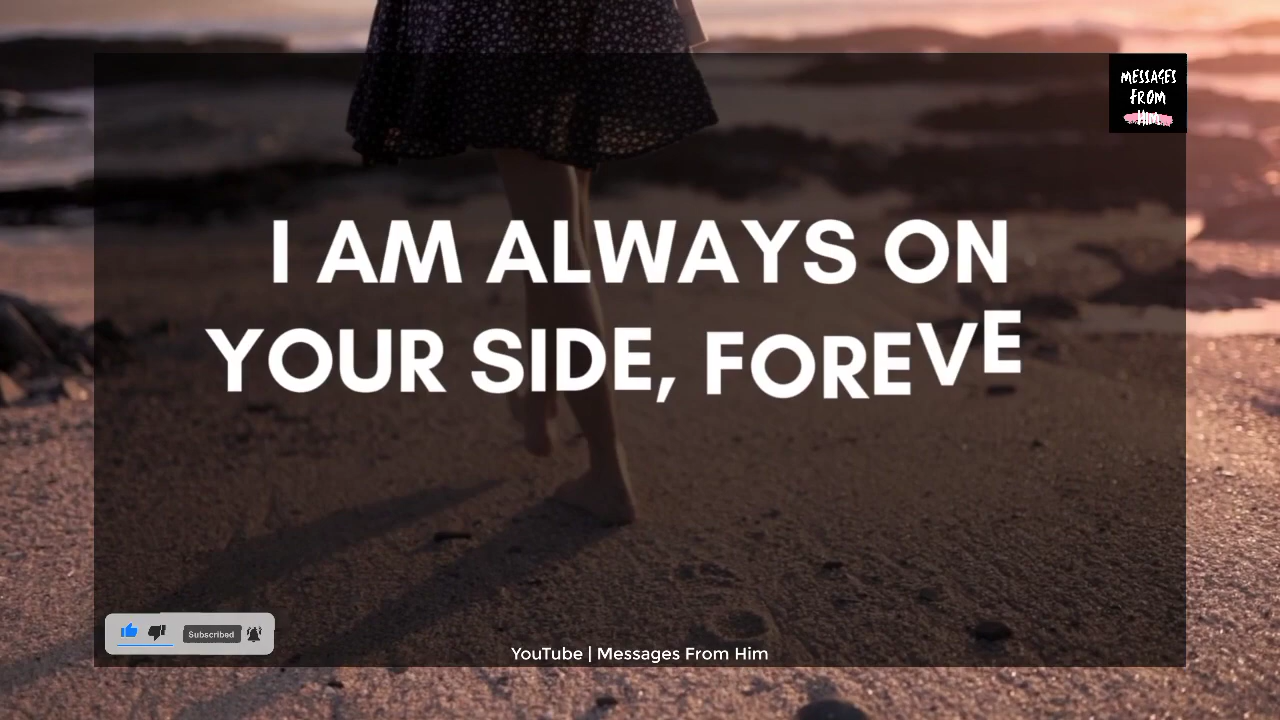 MESSAGES
FROM
HIM
I AM ALWAYS ON
YOUR SIDE, FOREVE
Subscribed
YouTube | Messages From Him